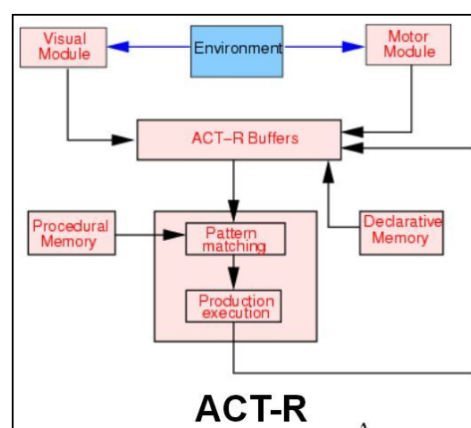 Visual
Module
Environment
Motor
Module
ACT-R Buffers
Procedural
Memory
Pattern
matching
Declarative
Memory
Production
execution
ACT-R